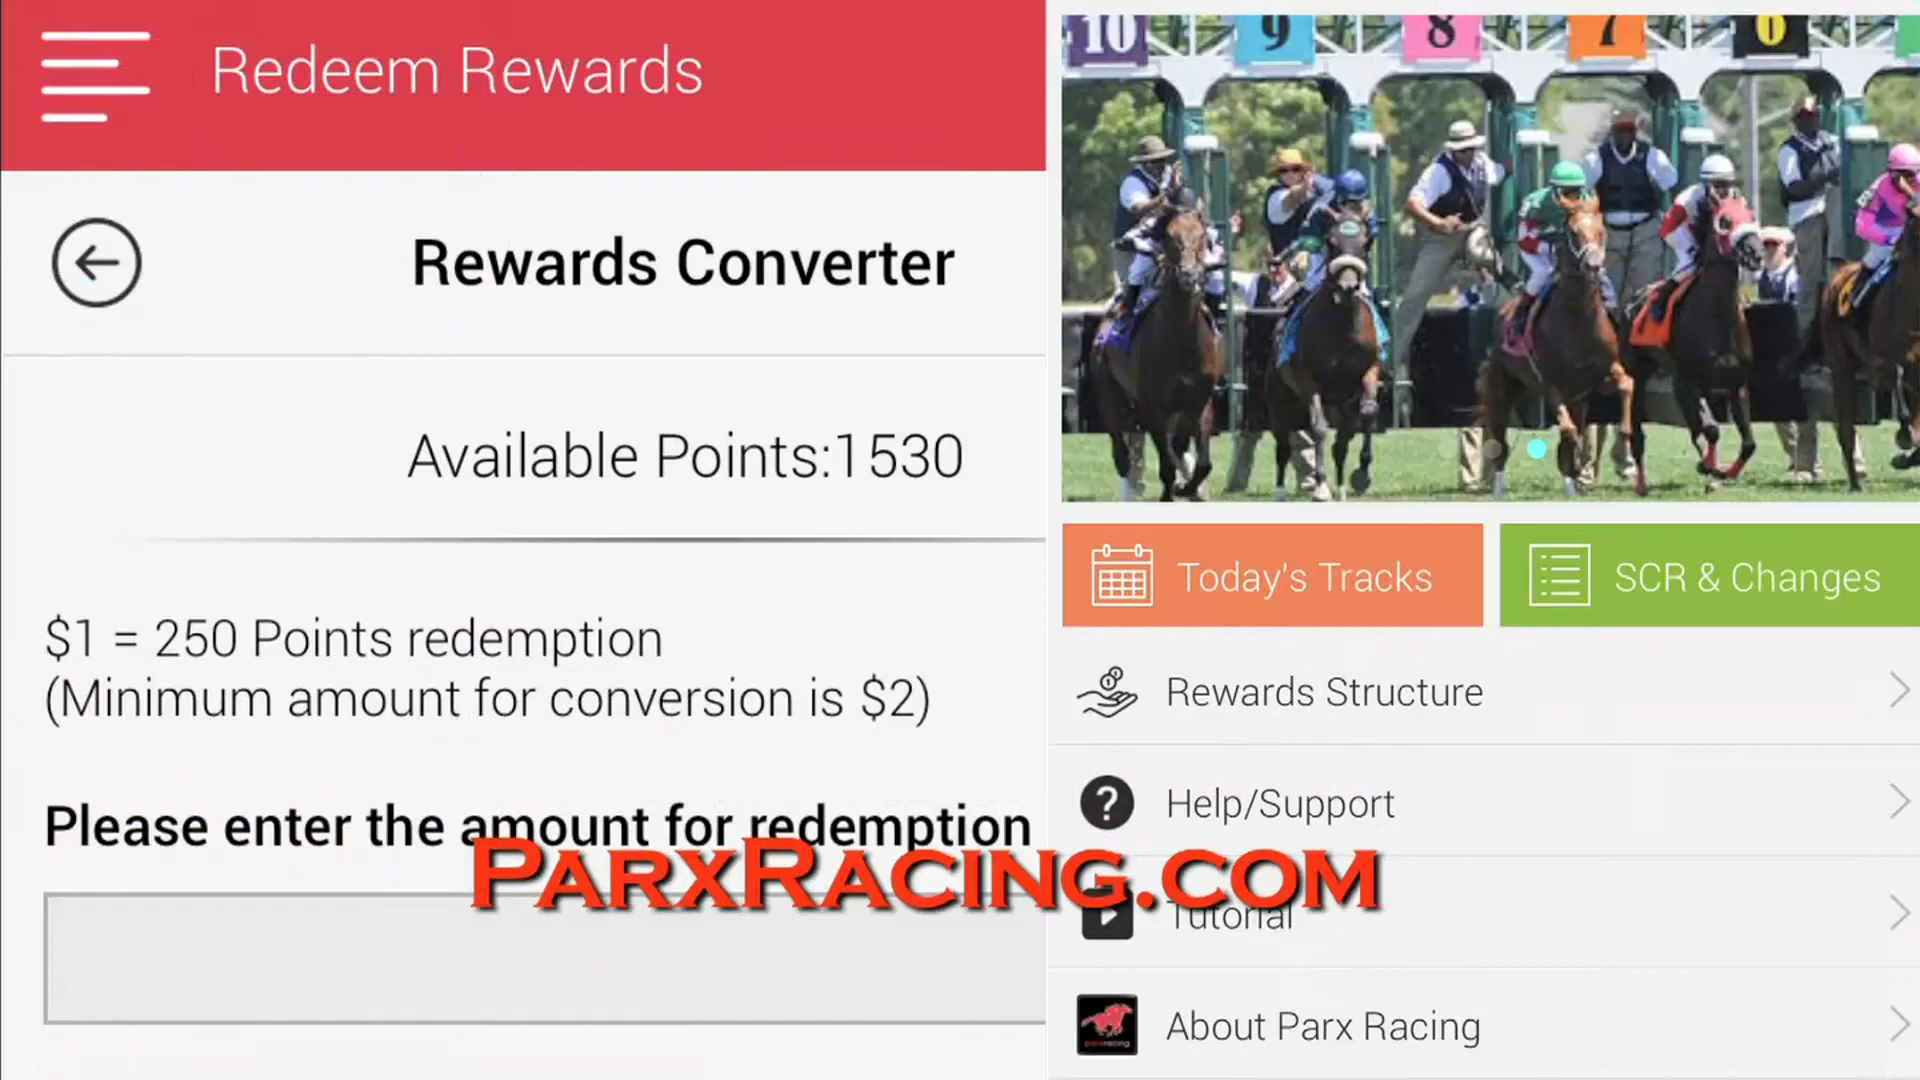 Redeem Rewards
Rewards Converter
Available Points:1530
$1 = 250 Points redemption
(Minimum amount for conversion is $2)
Please enter the amount for redemption
ParxRacing.com
10 9 8 7 6
Today's Tracks
SCR & Changes
Rewards Structure
Help/Support
Tutorial
About Parx Racing
parxracing